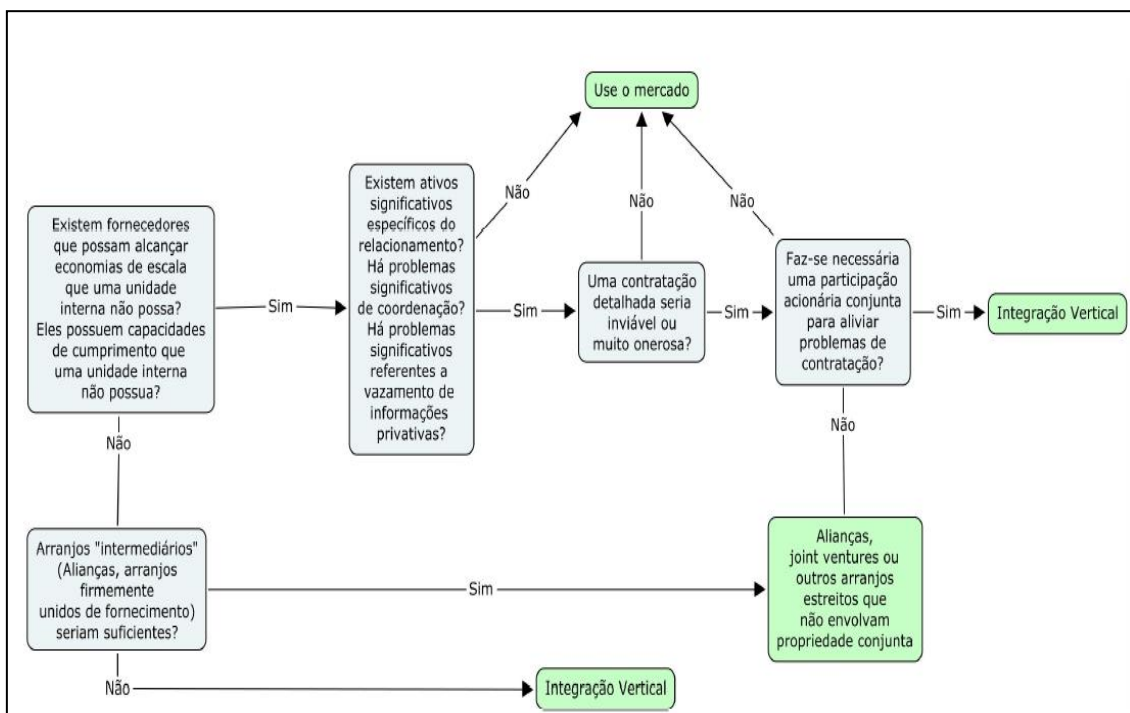 Use o mercado
Existem fornecedores
que possam alcançar
economias de escala
que uma unidade
interna não possa?
Eles possuem capacidades
de cumprimento que
uma unidade interna
não possua?
Sim
Existem ativos
significativos
específicos do
relacionamento?
Há problemas
significativos
de coordenação?
Há problemas
significativos
referentes a
vazamento de
informações
privativas?
Não
Sim
Uma contratação
detalhada seria
inviável ou
muito onerosa?
Não
Sim
Faz-se necessária
uma participação
acionária conjunta
para aliviar
problemas de
contratação?
Não
Sim
Integração Vertical
Não
Não
Arranjos "intermediários"
(Alianças, arranjos
firmemente
unidos de fornecimento)
seriam suficientes?
Sim
Alianças,
joint ventures ou
outros arranjos
estreitos que
não envolvam
propriedade conjunta
Não
Integração Vertical